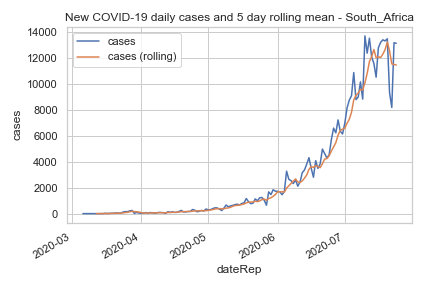 New COVID-19 daily cases and 5 day rolling mean - South_Africa
14000
12000
10000
8000
6000
4000
2000
0
cases
cases
cases (rolling)
2020-03
2020-04
2020-05
2020-06
2020-07
dateRep